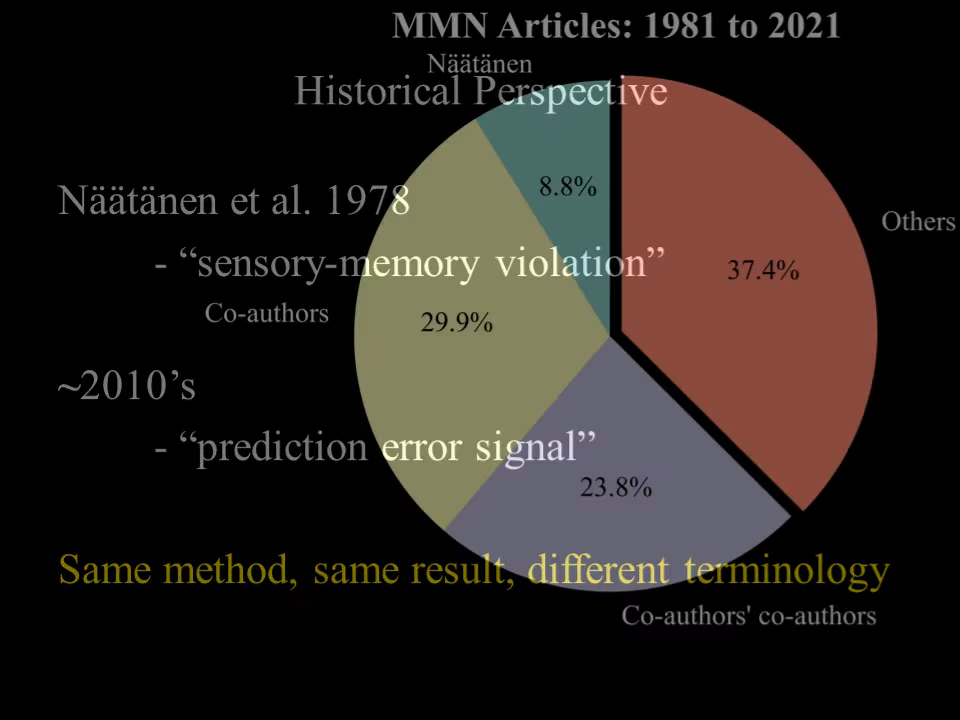 MMN Articles: 1981 to 2021
Näätänen
Historical Perspective
8.8%
Näätänen et al. 1978
Others
- “sensory-memory violation”
37.4%
Co-authors
29.9%
~2010’s
- “prediction error signal”
23.8%
Same method, same result, different terminology
Co-authors' co-authors